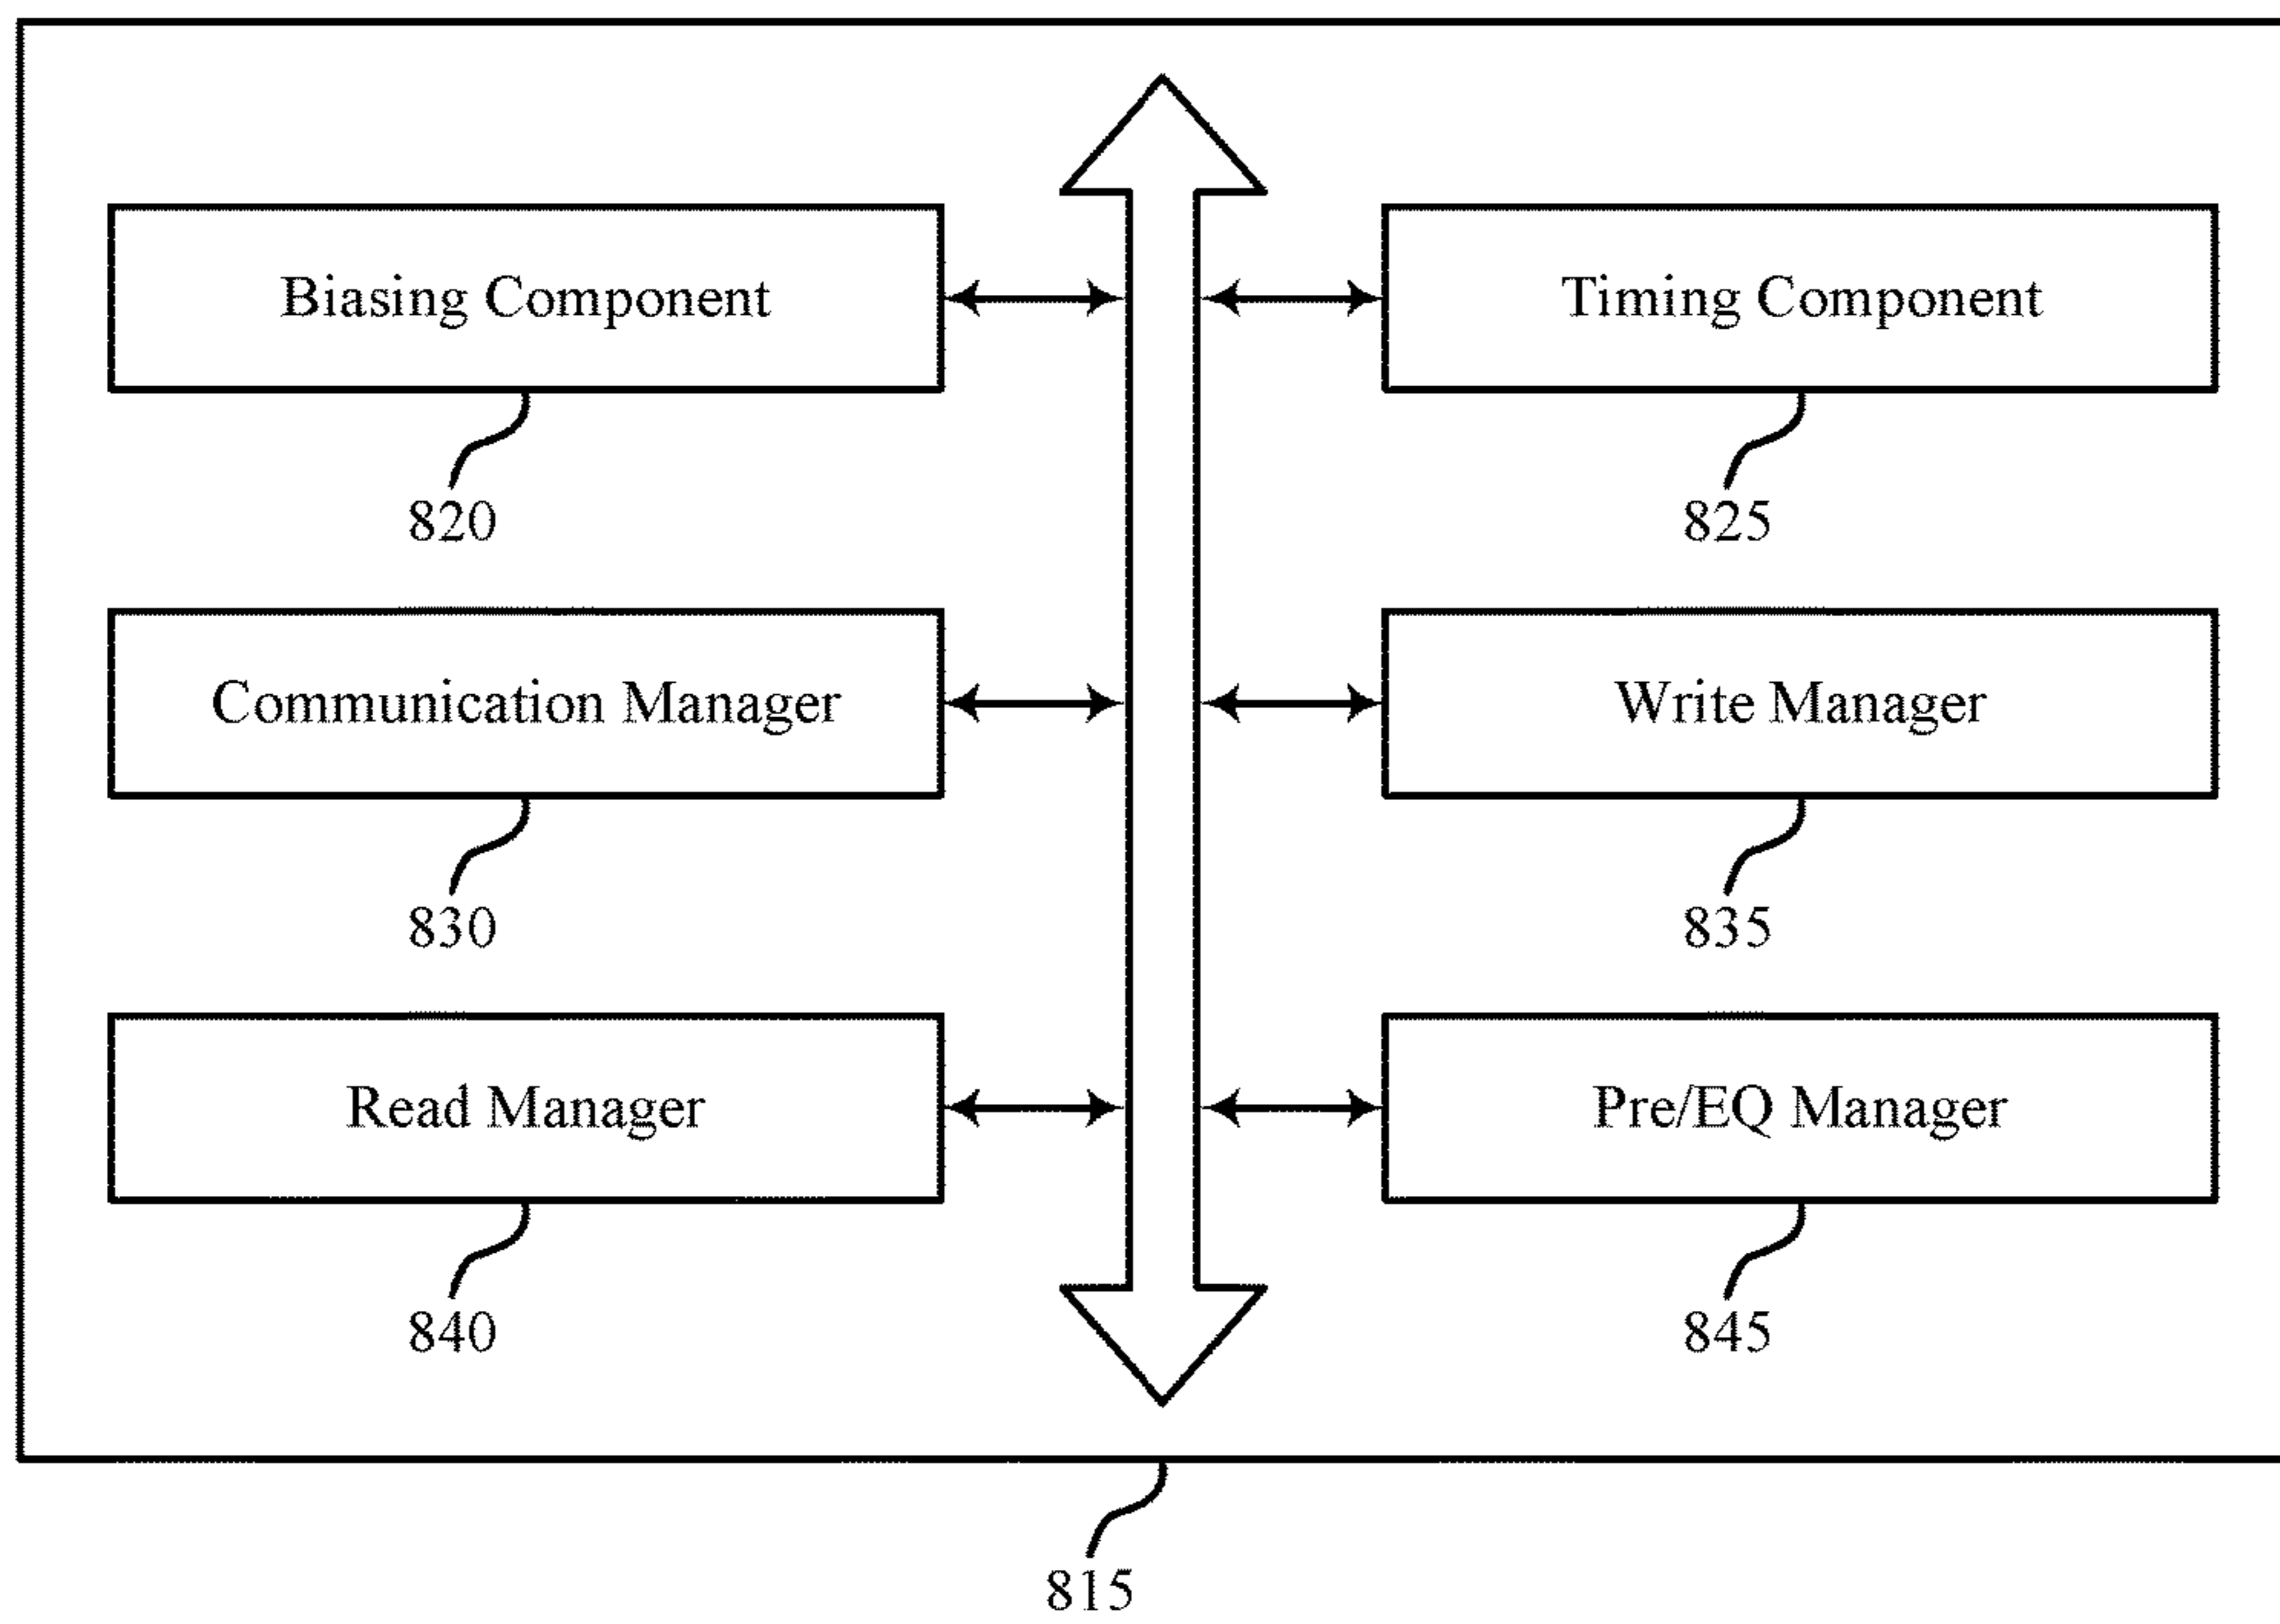 Biasing Component
Timing Component
820
825
Communication Manager
Write Manager
830
835
Read Manager
Pre/EQ Manager
840
845
815